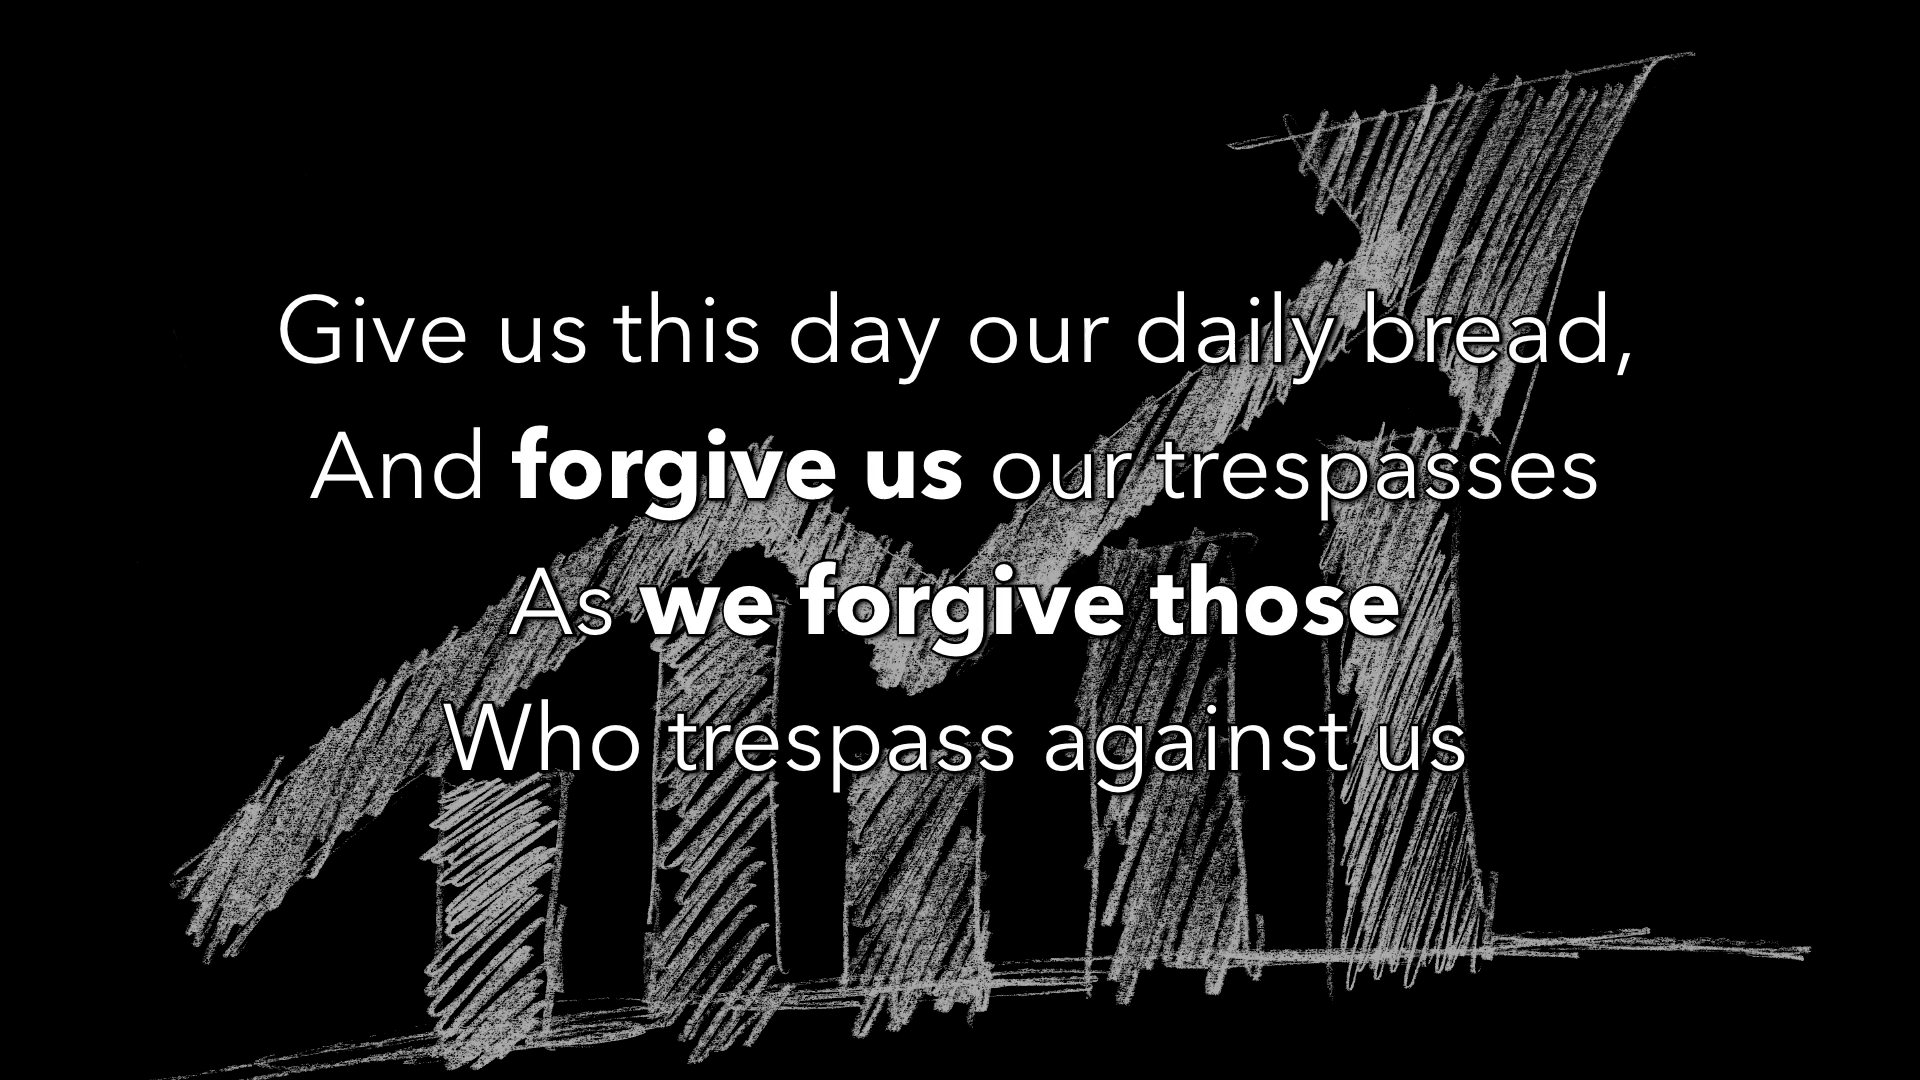 Give us this day our daily bread,
And forgive us our trespasses
As we forgive those
Who trespass against us